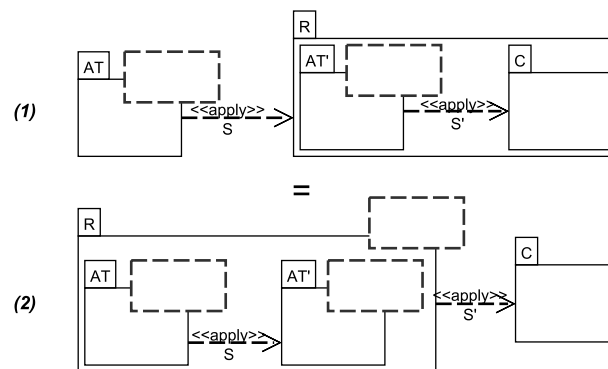 R
AT
AT'
C
(1)
<<apply>>
S
<<apply>>
S'
=
R
AT
AT'
C
(2)
<<apply>>
S
<<apply>>
S'